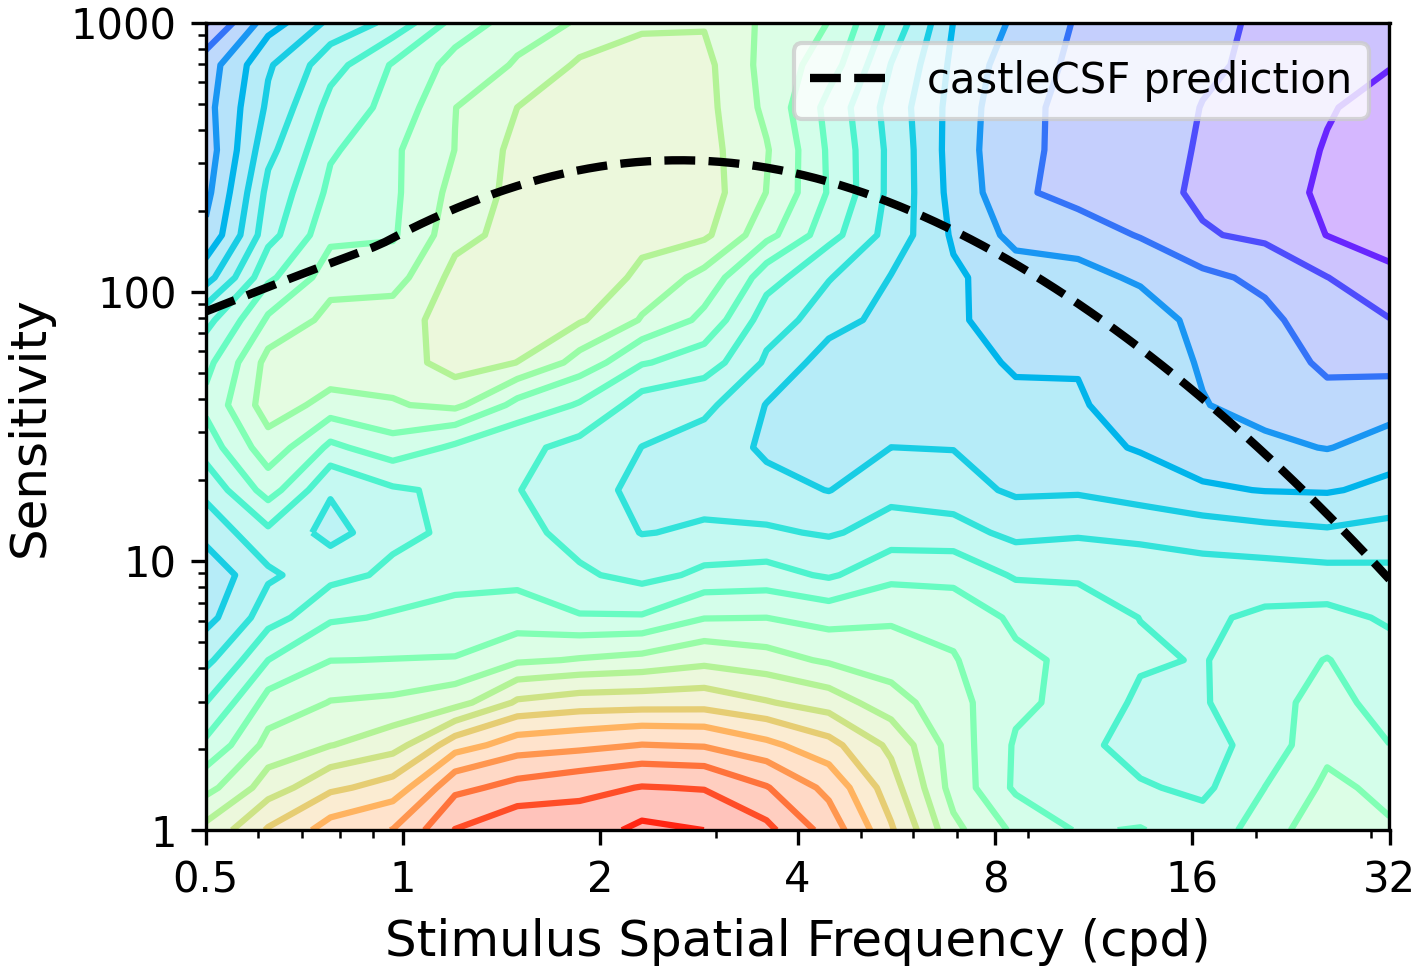 1000
castleCSF prediction
100
Sensitivity
10
1
0.5 1 2 4 8 16 32
Stimulus Spatial Frequency (cpd)